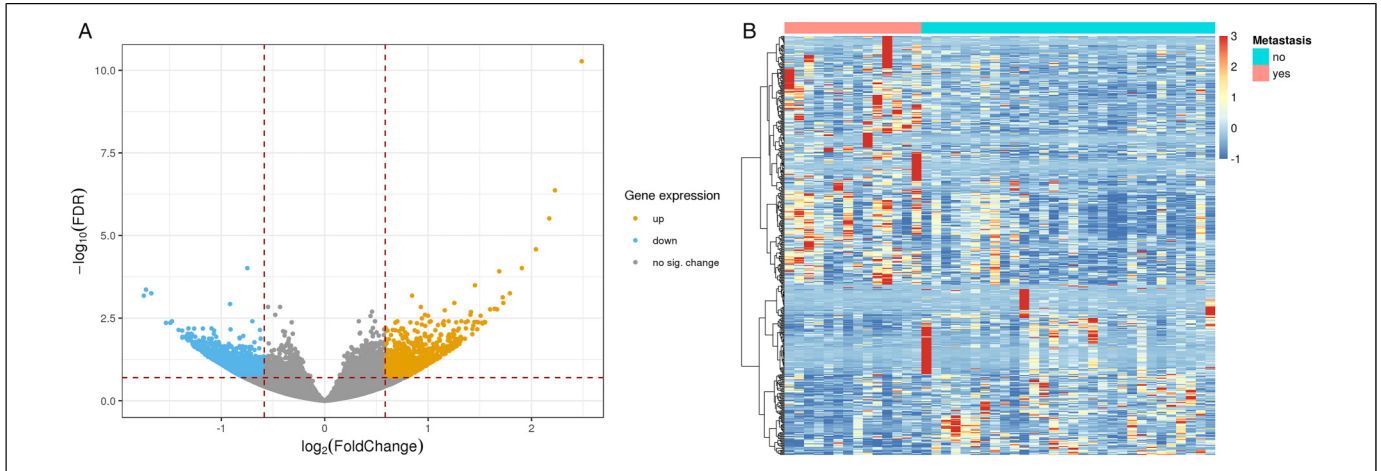 A
10.0
7.5
5.0
2.5
0.0
-1
0
1
2
−log10(FDR)
log2(FoldChange)
Gene expression
up
down
no sig. change
B
3
2
1
0
-1
Metastasis
no
yes